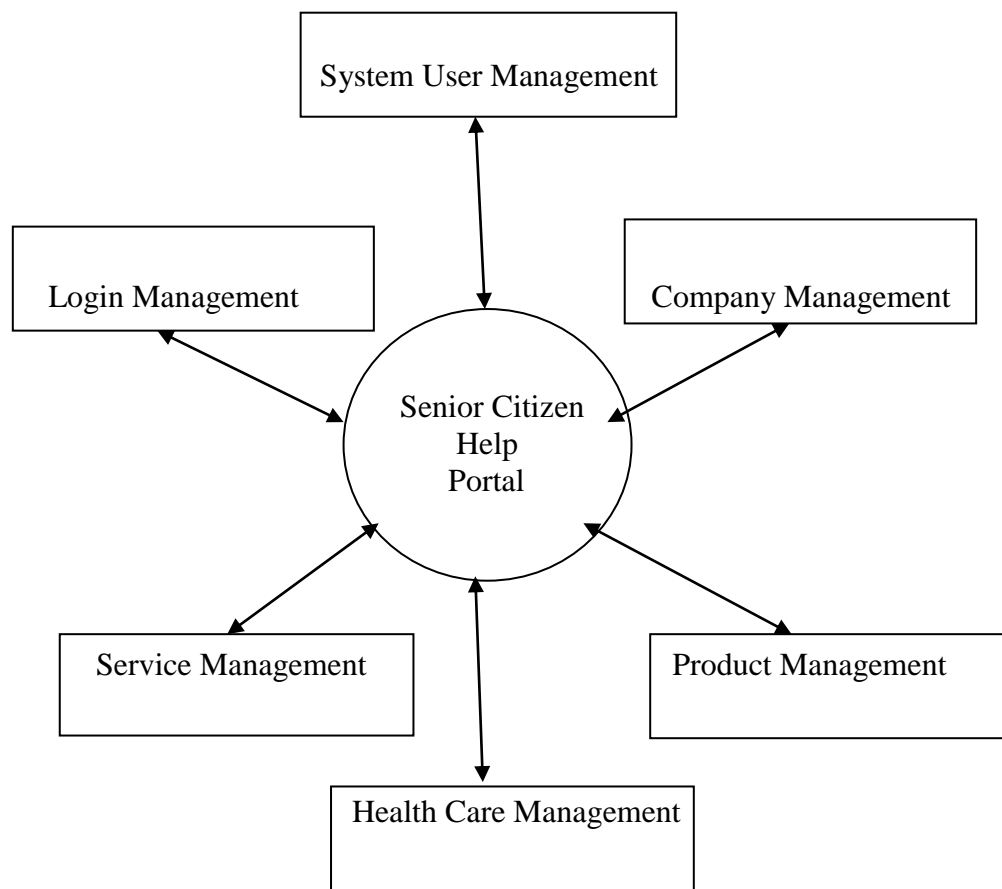 System User Management
Login Management
Company Management
Senior Citizen
Help
Portal
Service Management
Product Management
Health Care Management